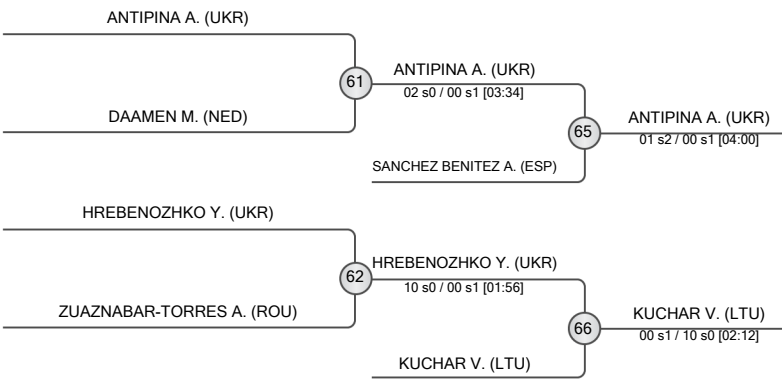 ANTIPINA A. (UKR)
61
ANTIPINA A. (UKR)
02 s0 / 00 s1 [03:34]
DAAMEN M. (NED)
65
ANTIPINA A. (UKR)
01 s2 / 00 s1 [04:00]
SANCHEZ BENITEZ A. (ESP)
HREBENOZHKO Y. (UKR)
62
HREBENOZHKO Y. (UKR)
10 s0 / 00 s1 [01:56]
ZUAZNABAR-TORRES A. (ROU)
66
KUCHAR V. (LTU)
00 s1 / 10 s0 [02:12]
KUCHAR V. (LTU)